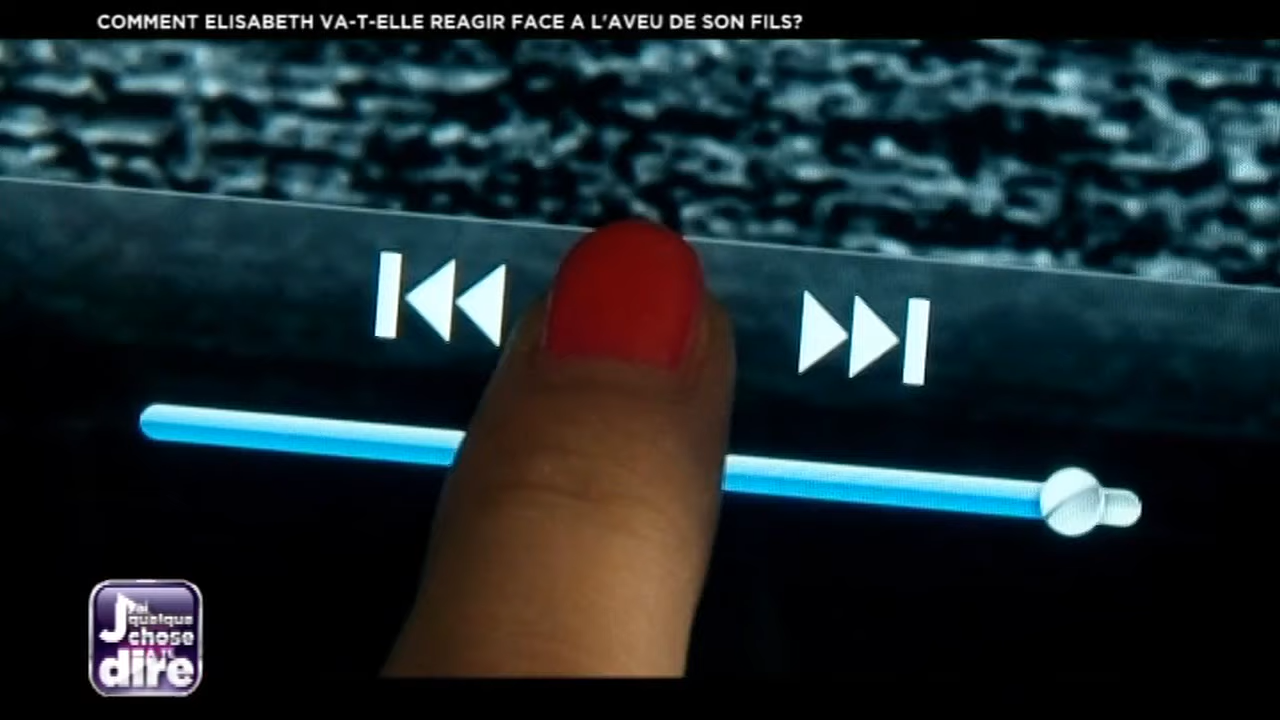 COMMENT ELISABETH VA-T-ELLE REAGIR FACE A L'AVEU DE SON FILS?
J'ai
quelque
chose
A TE
dire